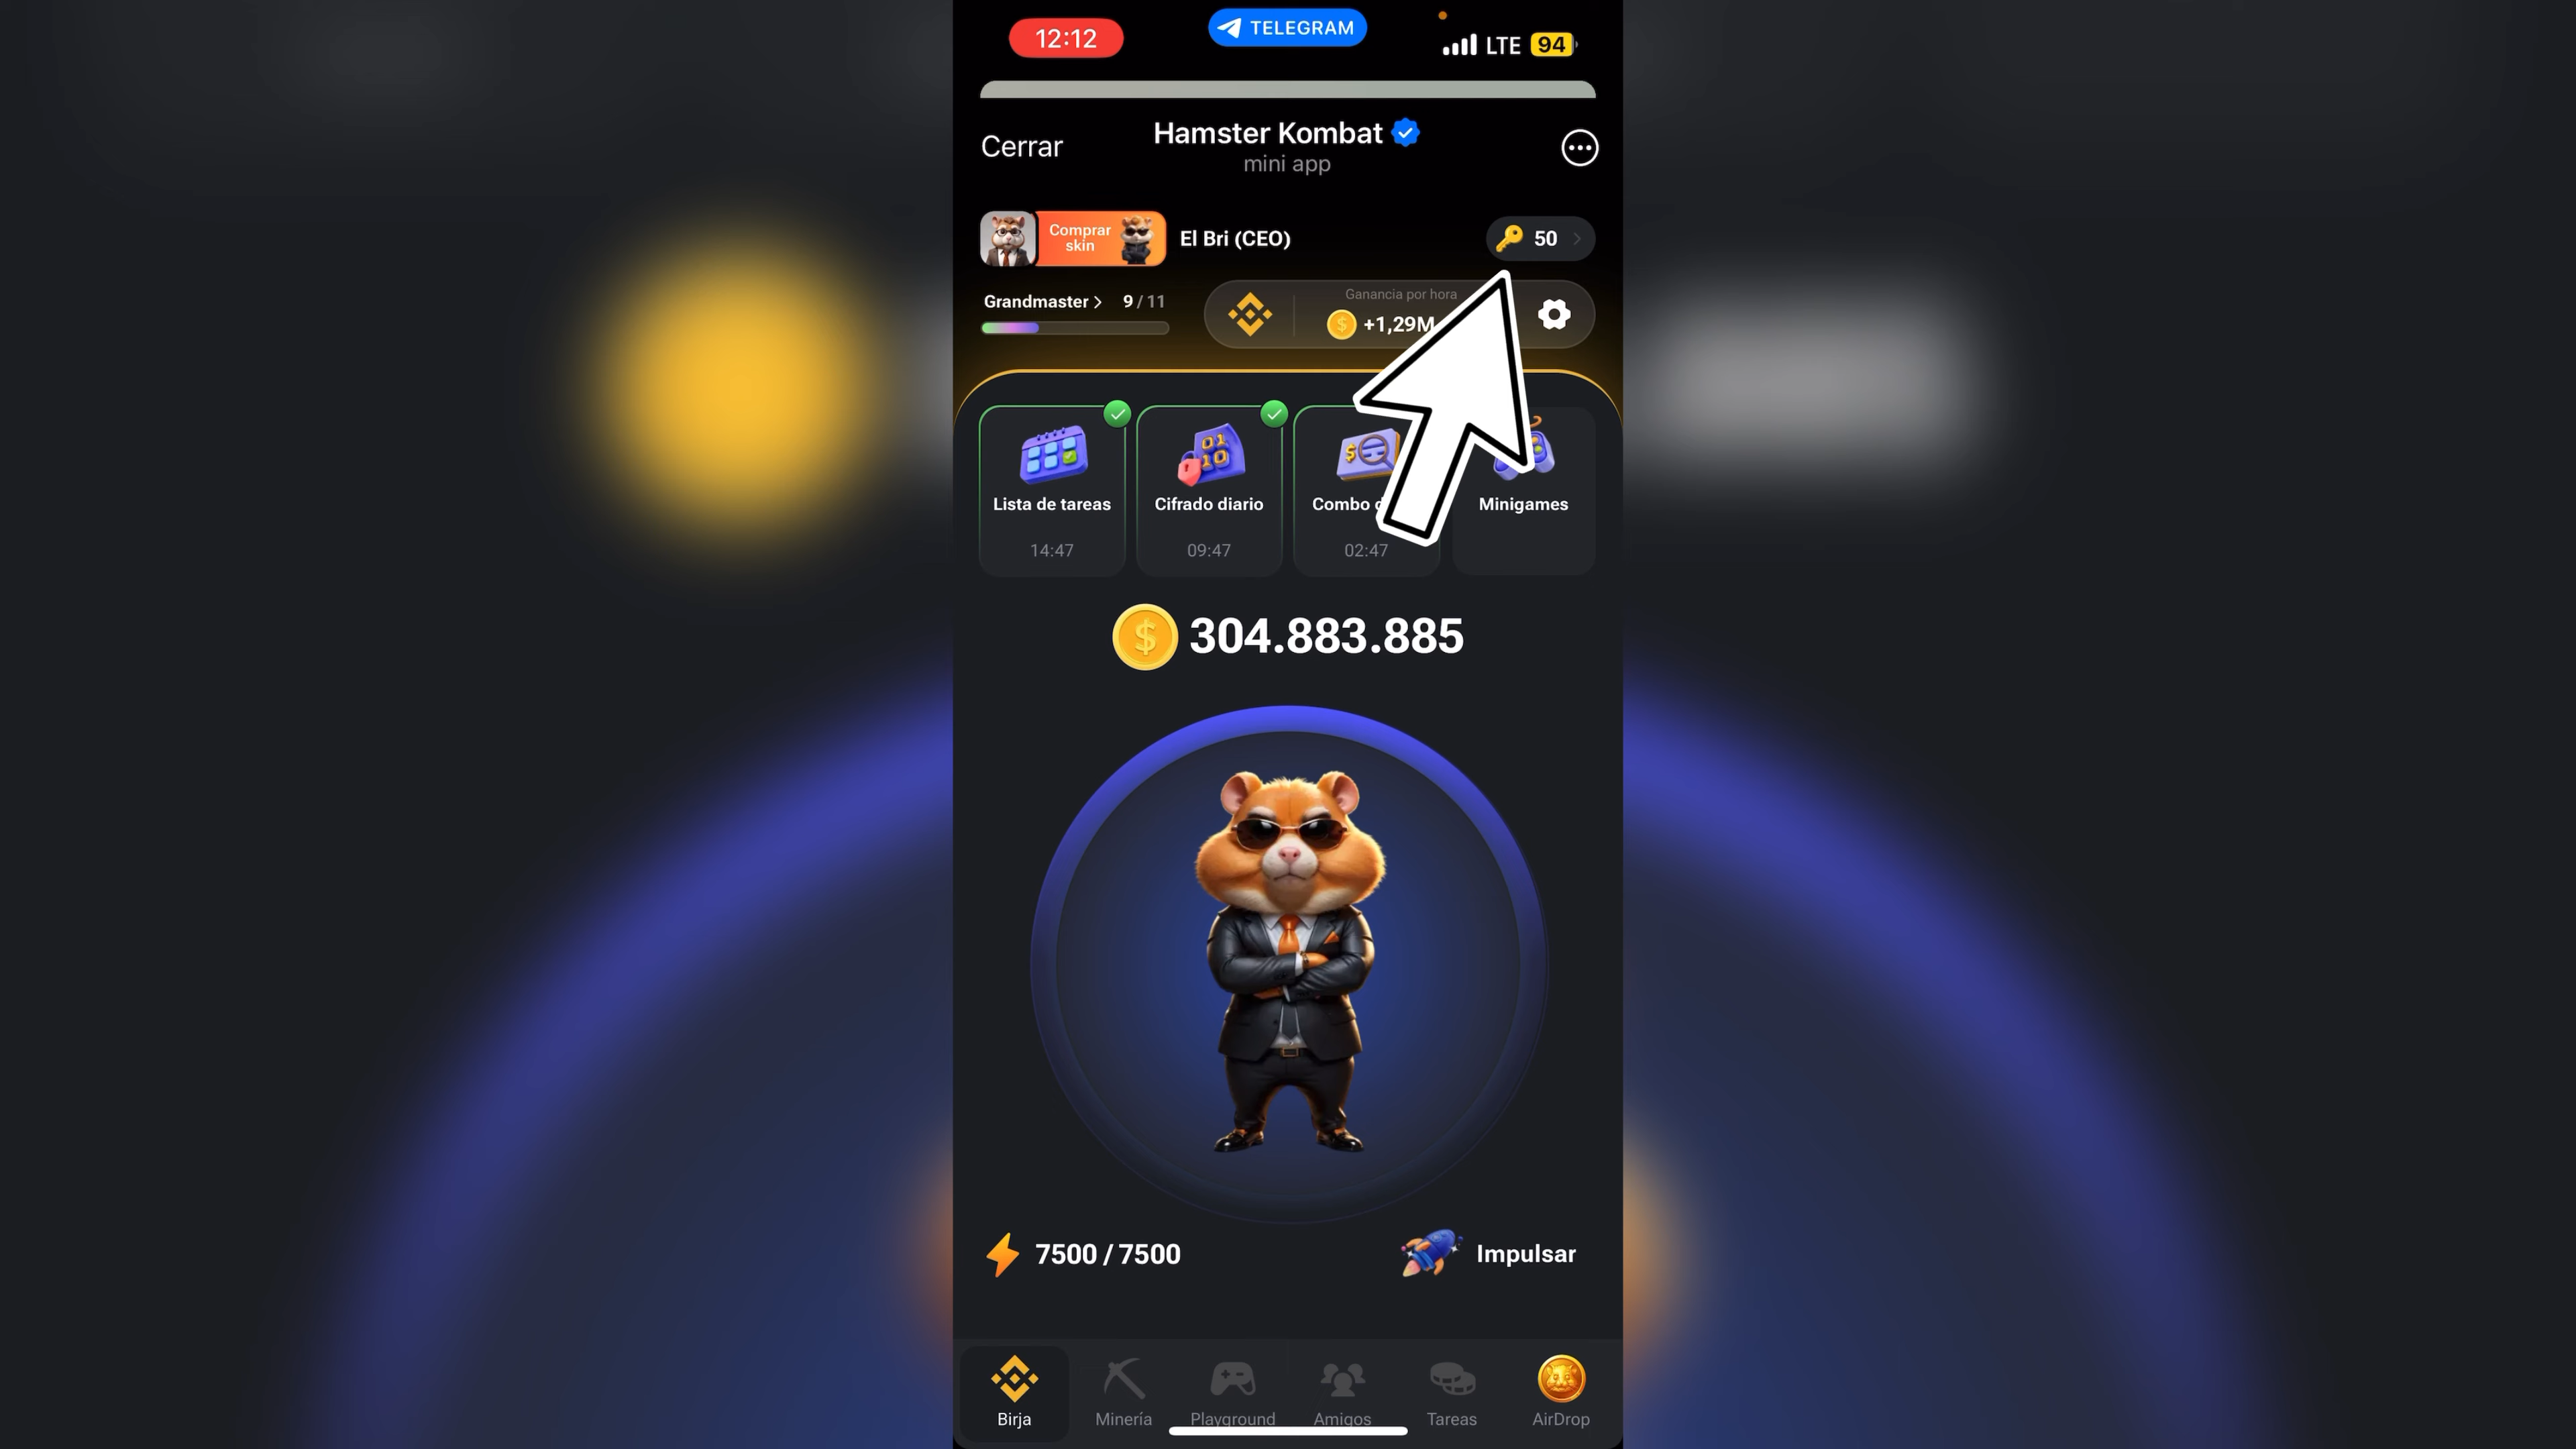 12:12
TELEGRAM
LTE 94
Cerrar
Hamster Kombat
mini app
Comprar
skin
El Bri (CEO)
50
Grandmaster > 9 / 11
Ganancia por hora
+1,29M
Lista de tareas
14:47
Cifrado diario
09:47
Combo
02:47
Minigames
304.883.885
7500 / 7500
Impulsar
Birja
Minería
Playground
Amigos
Tareas
AirDrop